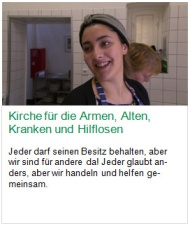 Kirche für die Armen, Alten,
Kranken und Hilflosen
Jeder darf seinen Besitz behalten, aber
wir sind für andere da! Jeder glaubt an-
ders, aber wir handeln und helfen ge-
meinsam.